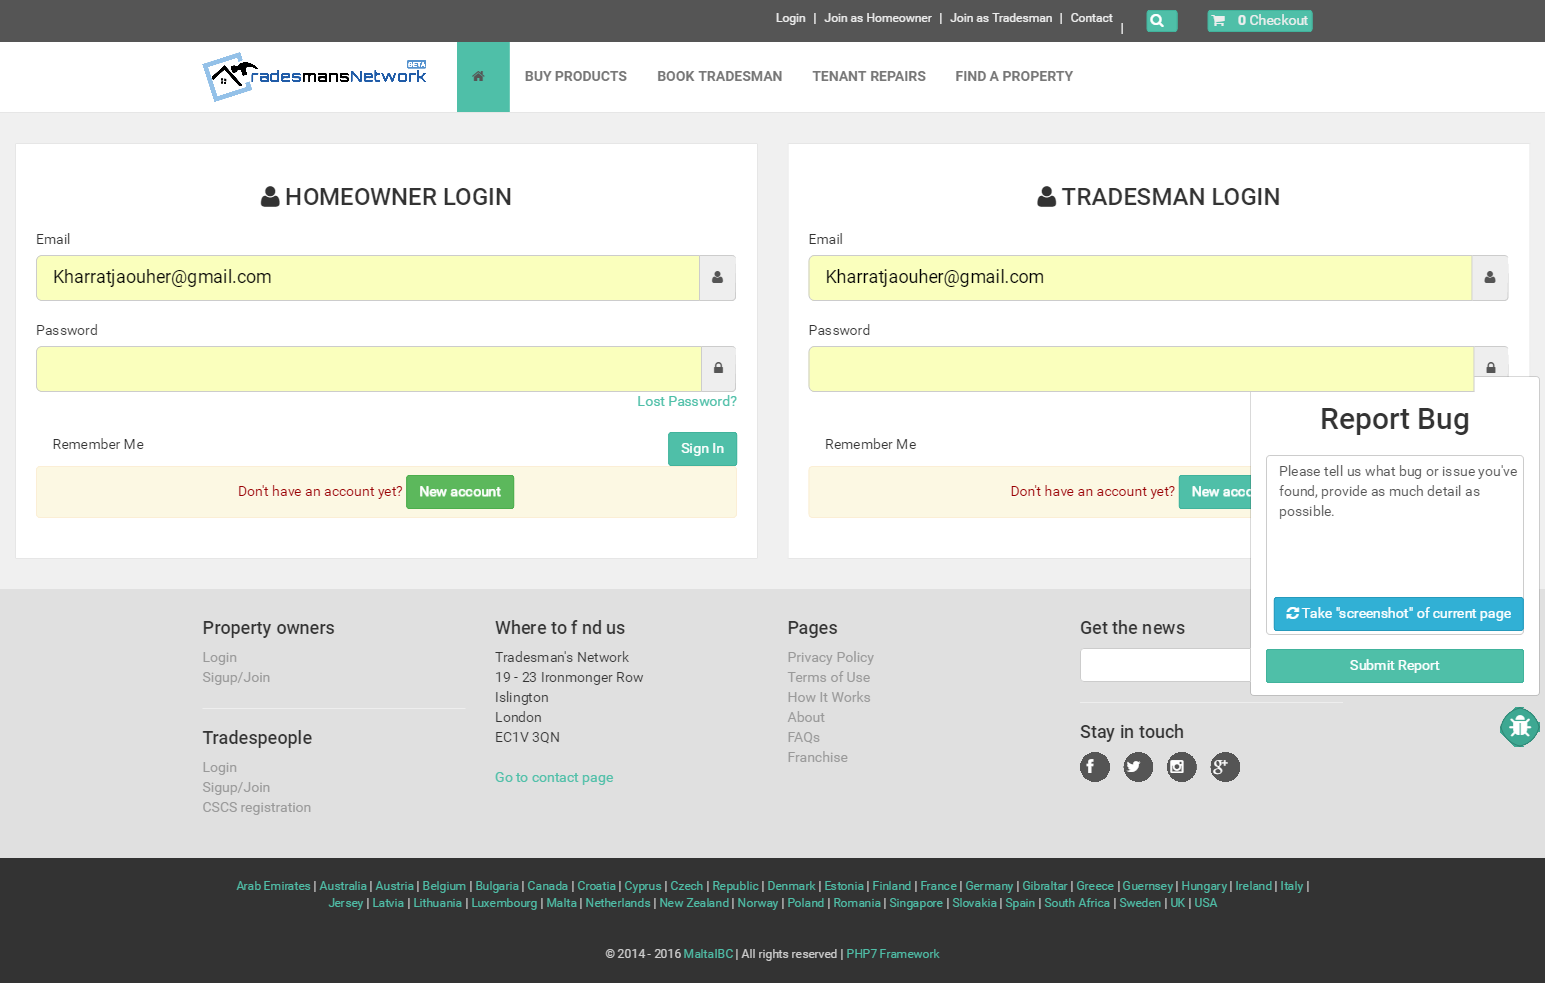 Login | Join as Homeowner | Join as Tradesman | Contact |
0 Checkout
radesmansNetwork BETA
BUY PRODUCTS BOOK TRADESMAN TENANT REPAIRS FIND A PROPERTY
HOMEOWNER LOGIN
Email
Kharratjaouher@gmail.com
Password
Lost Password?
Remember Me
Sign In
Don't have an account yet? New account
TRADESMAN LOGIN
Email
Kharratjaouher@gmail.com
Password
Remember Me
Don't have an account yet? New acco
Report Bug
Please tell us what bug or issue you've
found, provide as much detail as
possible.
Take "screenshot" of current page
Submit Report
Property owners
Login
Sigup/Join
Tradespeople
Login
Sigup/Join
CSCS registration
Where to f nd us
Tradesman's Network
19 - 23 Ironmonger Row
Islington
London
EC1V 3QN
Go to contact page
Pages
Privacy Policy
Terms of Use
How It Works
About
FAQs
Franchise
Get the news
Stay in touch
Arab Emirates | Australia | Austria | Belgium | Bulgaria | Canada | Croatia | Cyprus | Czech | Republic | Denmark | Estonia | Finland | France | Germany | Gibraltar | Greece | Guernsey | Hungary | Ireland | Italy |
Jersey | Latvia | Lithuania | Luxembourg | Malta | Netherlands | New Zealand | Norway | Poland | Romania | Singapore | Slovakia | Spain | South Africa | Sweden | UK | USA
© 2014 - 2016 MaltaIBC | All rights reserved | PHP7 Framework